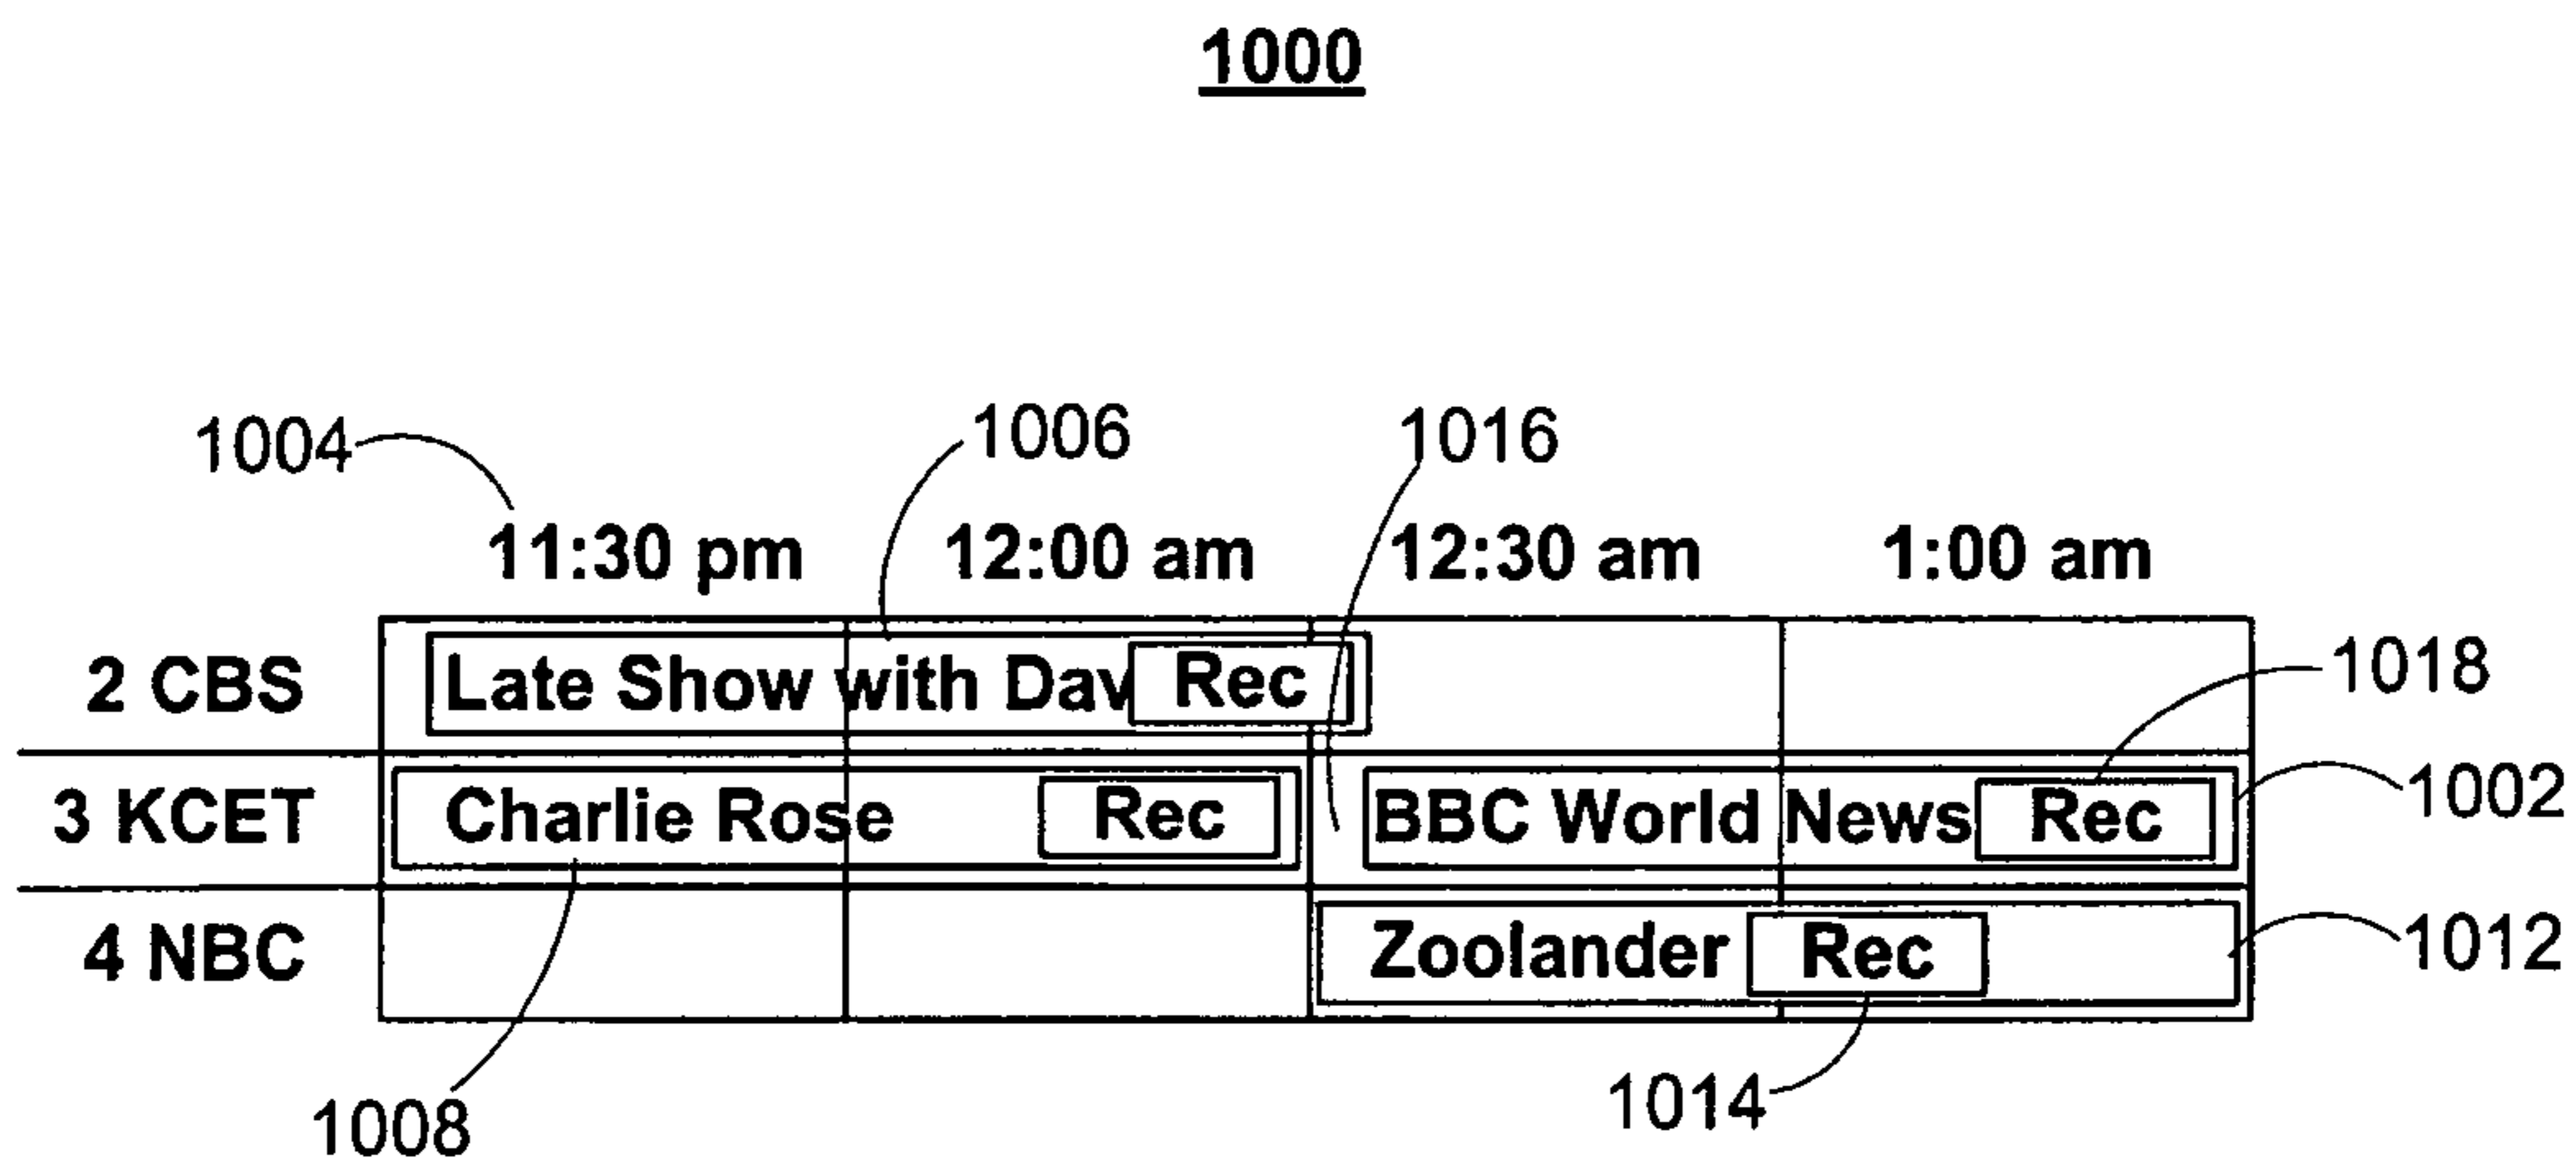 1000
1004
1006
1016
11:30 pm 12:00 am 12:30 am 1:00 am
2 CBS Late Show with Dav Rec
1018
3 KCET Charlie Rose Rec BBC World News Rec
1002
4 NBC Zoolander Rec
1012
1008
1014